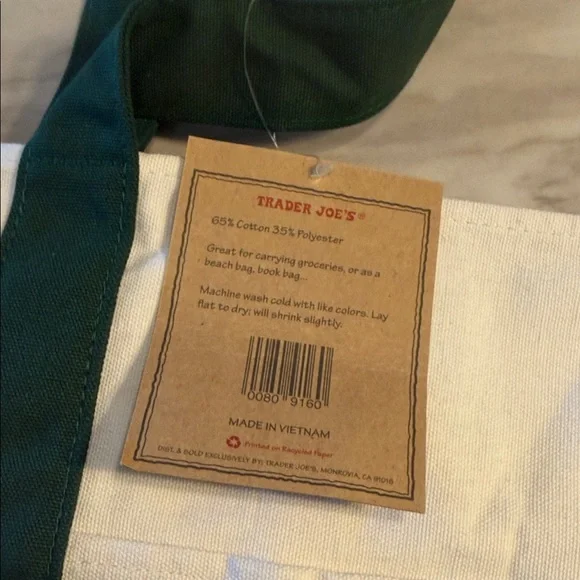 TRADER JOE'S®
65% Cotton 35% Polyester
Great for carrying groceries, or as a
beach bag, book bag...
Machine wash cold with like colors. Lay
flat to dry; will shrink slightly.
0080 9160
MADE IN VIETNAM
Printed on Recycled Paper
DIST. & SOLD EXCLUSIVELY BY: TRADER JOE'S, MONROVIA, CA 91016